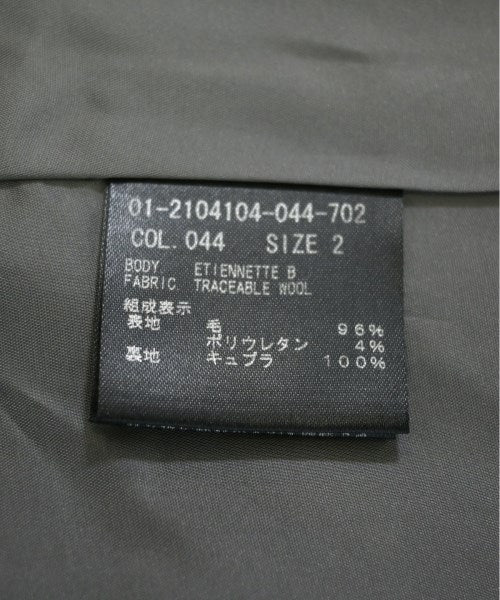 01-2104104-044-702
COL. 044 SIZE 2
BODY ETIENNETTE B
FABRIC TRACEABLE WOOL
組成表示
表地 毛 96%
ポリウレタン 4%
裏地 キュプラ 100%